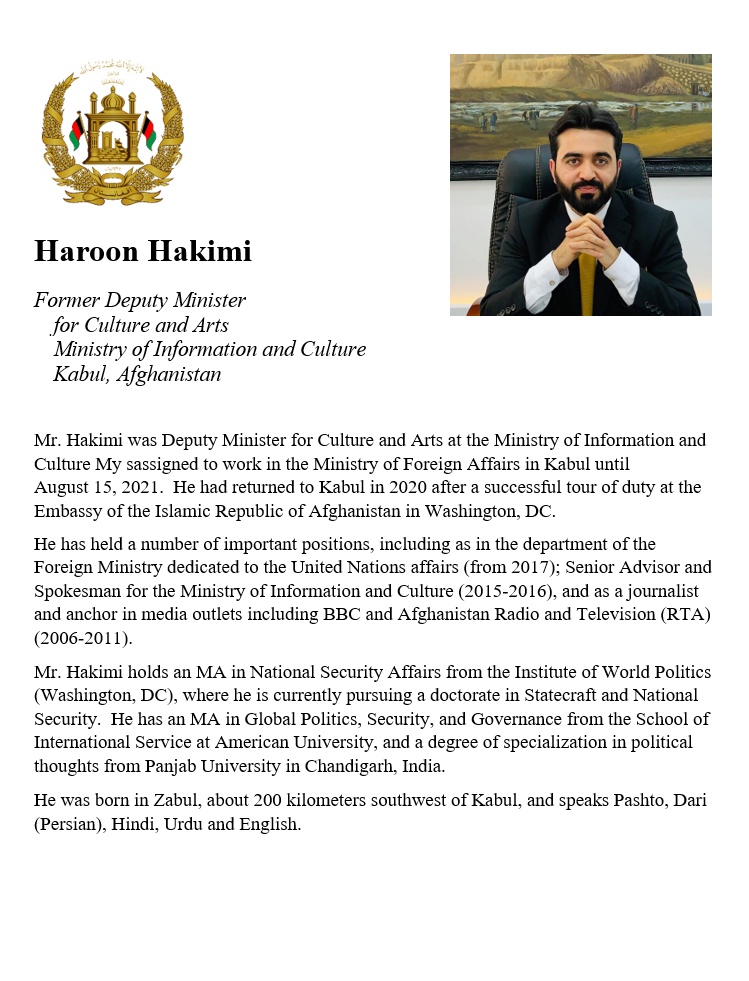 Haroon Hakimi
Former Deputy Minister
for Culture and Arts
Ministry of Information and Culture
Kabul, Afghanistan
Mr. Hakimi was Deputy Minister for Culture and Arts at the Ministry of Information and
Culture My sassigned to work in the Ministry of Foreign Affairs in Kabul until
August 15, 2021.  He had returned to Kabul in 2020 after a successful tour of duty at the
Embassy of the Islamic Republic of Afghanistan in Washington, DC.
He has held a number of important positions, including as in the department of the
Foreign Ministry dedicated to the United Nations affairs (from 2017); Senior Advisor and
Spokesman for the Ministry of Information and Culture (2015-2016), and as a journalist
and anchor in media outlets including BBC and Afghanistan Radio and Television (RTA)
(2006-2011).
Mr. Hakimi holds an MA in National Security Affairs from the Institute of World Politics
(Washington, DC), where he is currently pursuing a doctorate in Statecraft and National
Security.  He has an MA in Global Politics, Security, and Governance from the School of
International Service at American University, and a degree of specialization in political
thoughts from Panjab University in Chandigarh, India.
He was born in Zabul, about 200 kilometers southwest of Kabul, and speaks Pashto, Dari
(Persian), Hindi, Urdu and English.